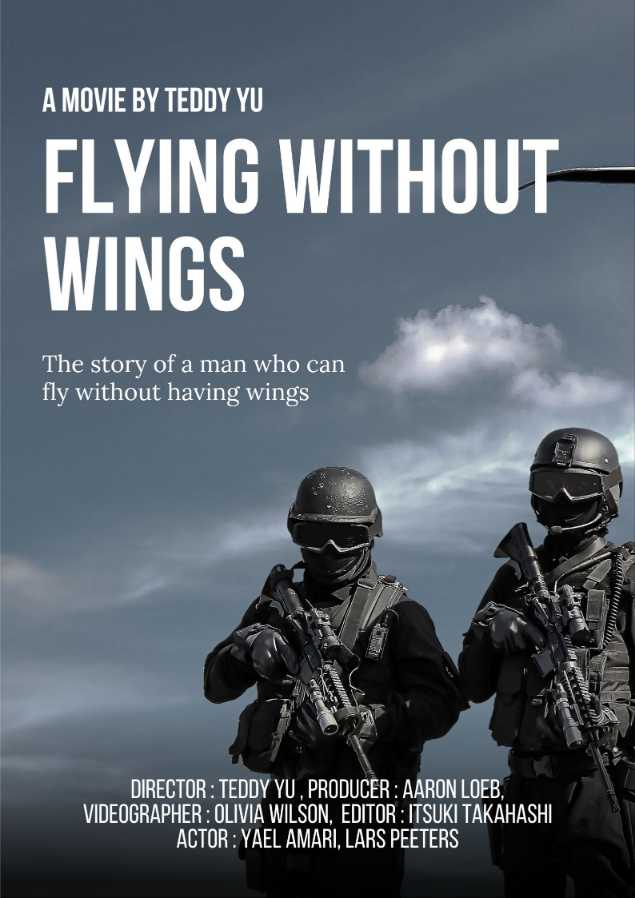 A MOVIE BY TEDDY YU
FLYING WITHOUT
WINGS
The story of a man who can
fly without having wings
DIRECTOR : TEDDY YU , PRODUCER : AARON LOEB,
VIDEOGRAPHER : OLIVIA WILSON, EDITOR : ITSUKI TAKAHASHI
ACTOR : YAEL AMARI, LARS PEETERS